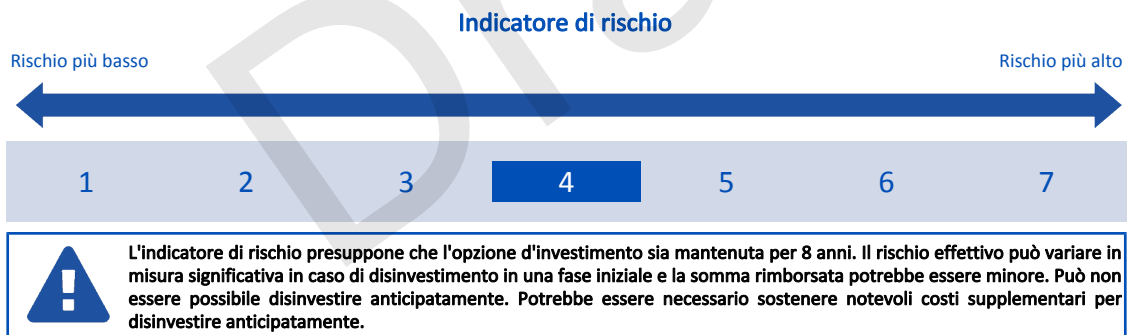 Indicatore di rischio
Rischio più basso Rischio più alto
1 2 3 4 5 6 7
L'indicatore di rischio presuppone che l'opzione d'investimento sia mantenuta per 8 anni. Il rischio effettivo può variare in
misura significativa in caso di disinvestimento in una fase iniziale e la somma rimborsata potrebbe essere minore. Può non
essere possibile disinvestire anticipatamente. Potrebbe essere necessario sostenere notevoli costi supplementari per
disinvestire anticipatamente.